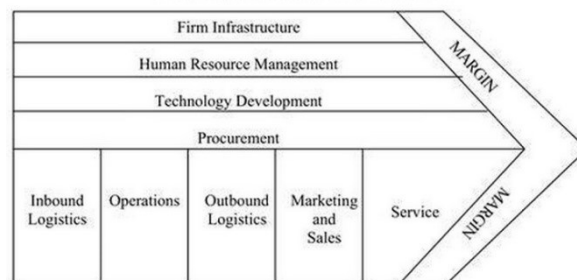 Firm Infrastructure
Human Resource Management
Technology Development
Procurement
Inbound
Logistics
Operations
Outbound
Logistics
Marketing
and
Sales
Service
MARGIN
MARGIN